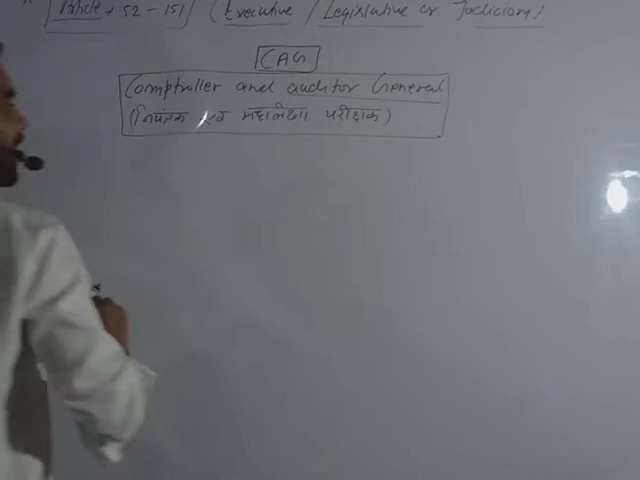 Article + 52 - 151 (Executive / Legislative or Judiciary)
CAG
Comptroller and auditor General
(नियंत्रक एवं महालेखा परीक्षक)